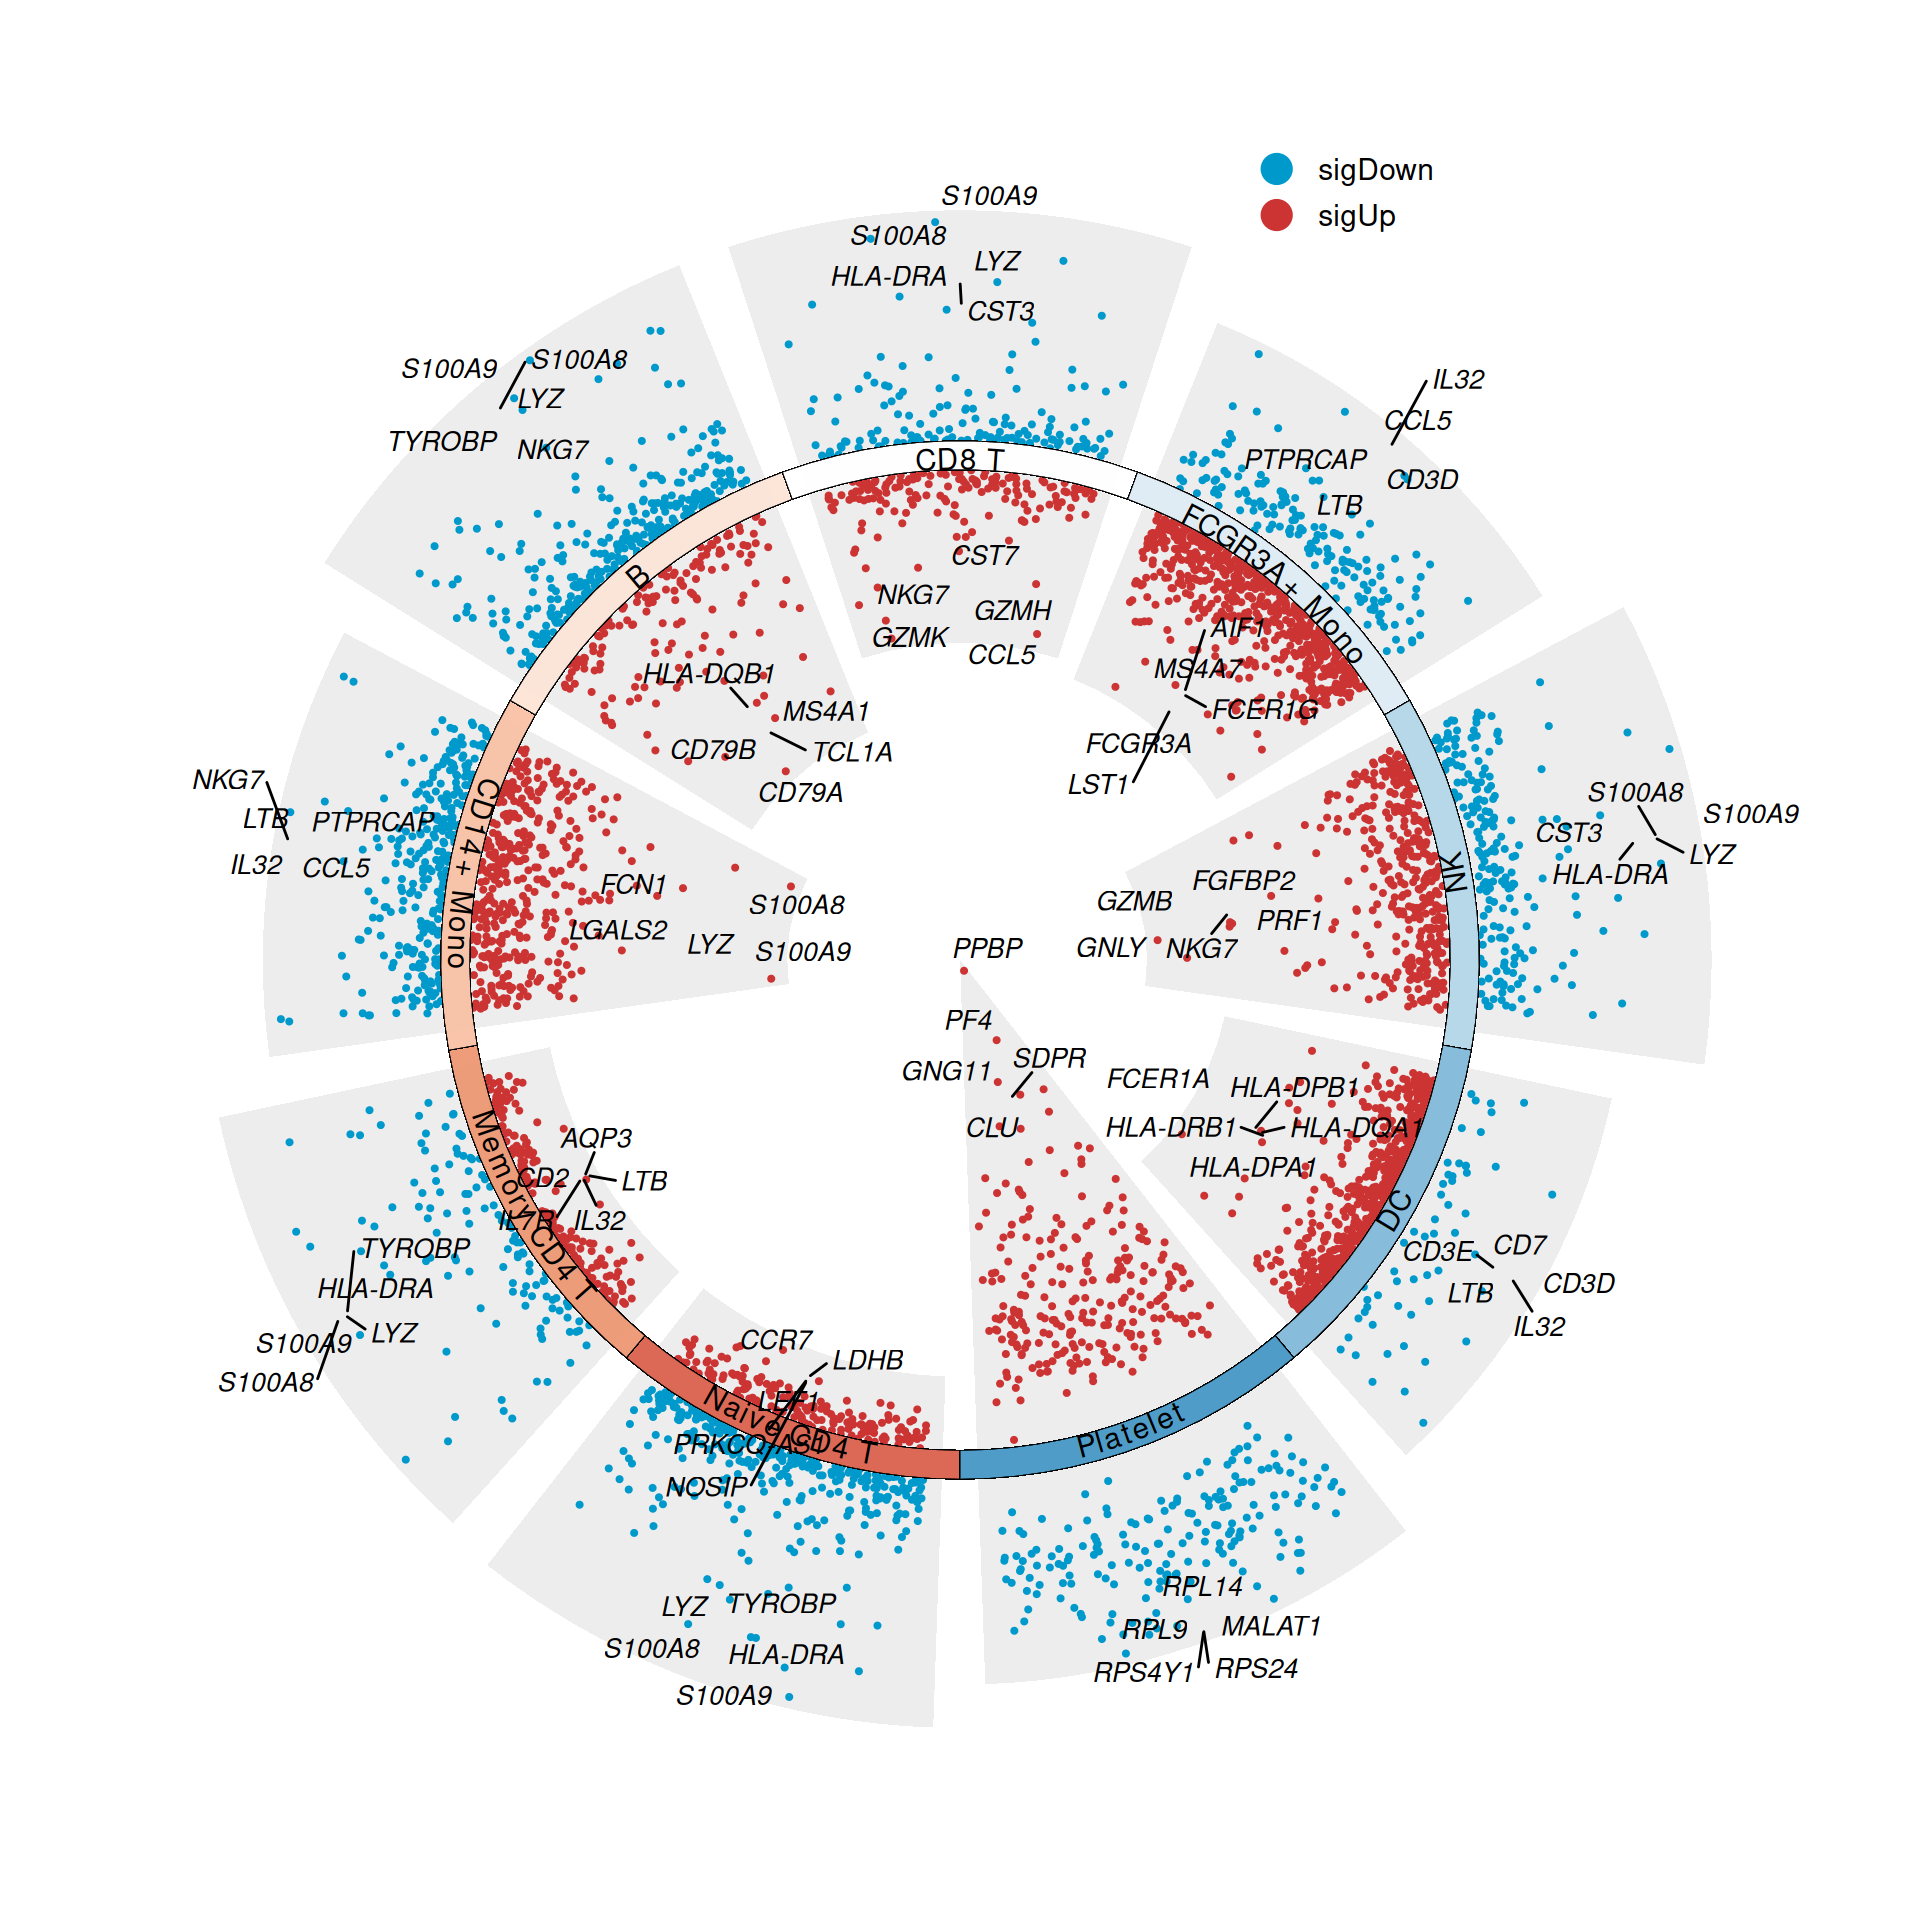 sigDown
sigUp
S100A9
S100A8
LYZ
HLA-DRA
CST3
CD8 T
CST7
NKG7
GZMH
GZMK
CCL5
IL32
CCL5
PTPRCAP
CD3D
LTB
FCGR3A+ Mono
AIF1
MS4A7
FCER1G
FCGR3A
LST1
S100A8
S100A9
CST3
LYZ
HLA-DRA
NK
FGFBP2
GZMB
PRF1
GNLY
NKG7
FCER1A
HLA-DPB1
HLA-DRB1
HLA-DQA1
HLA-DPA1
DC
CD3E
CD7
CD3D
LTB
IL32
PPBP
PF4
SDPR
GNG11
CLU
Platelet
RPL14
RPL9
MALAT1
RPS4Y1
RPS24
CCR7
LDHB
LEF1
PRKCQ-AS1
NOSIP
Naive CD4 T
LYZ
TYROBP
S100A8
HLA-DRA
S100A9
AQP3
CD2
LTB
IL7R
IL32
Memory CD4 T
TYROBP
HLA-DRA
S100A9
LYZ
S100A8
NKG7
LTB
PTPRCAP
IL32
CCL5
CD14+ Mono
FCN1
S100A8
LGALS2
LYZ
S100A9
S100A9
S100A8
LYZ
TYROBP
NKG7
B
HLA-DQB1
MS4A1
CD79B
TCL1A
CD79A